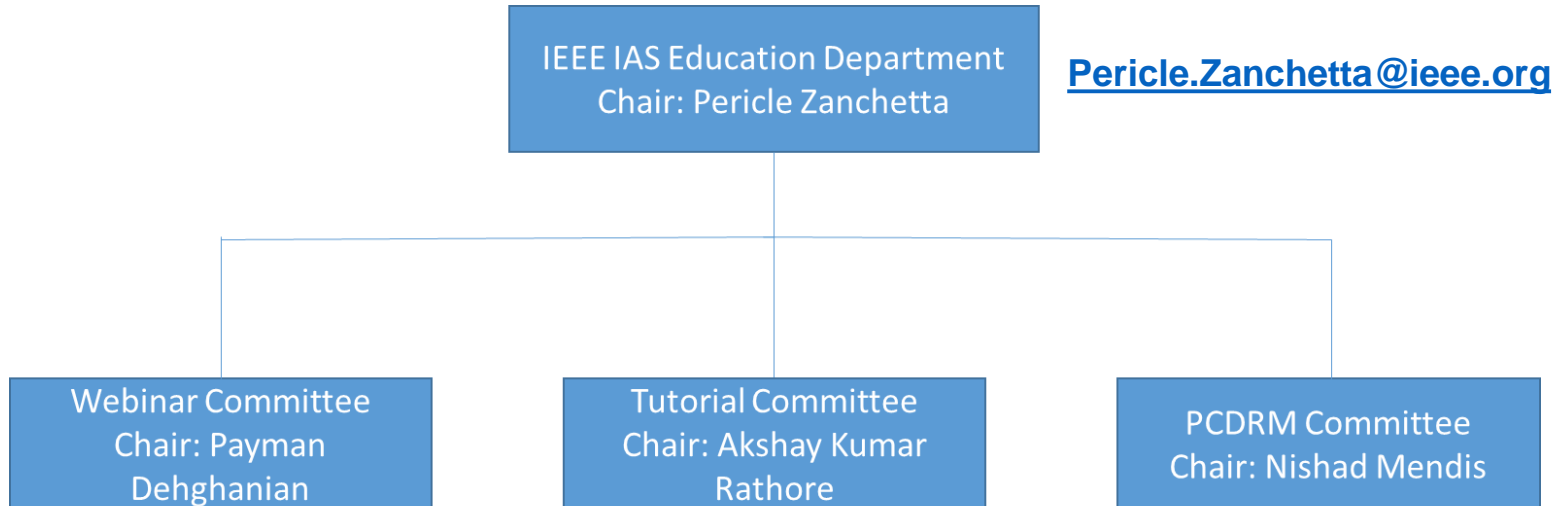 IEEE IAS Education Department
Chair: Pericle Zanchetta
Pericle.Zanchetta@ieee.org
Webinar Committee
Chair: Payman
Dehghanian
Tutorial Committee
Chair: Akshay Kumar
Rathore
PCDRM Committee
Chair: Nishad Mendis